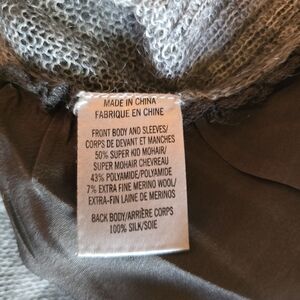 MADE IN CHINA
FABRIQUE EN CHINE
FRONT BODY AND SLEEVES/
CORPS DE DEVANT ET MANCHES
50% SUPER KID MOHAIR/
SUPER MOHAIR CHEVREAU
43% POLYAMIDE/POLYAMIDE
7% EXTRA FINE MERINO WOOL/
EXTRA-FIN LAINE DE MERINOS
BACK BODY/ARRIÈRE CORPS
100% SILK/SOIE